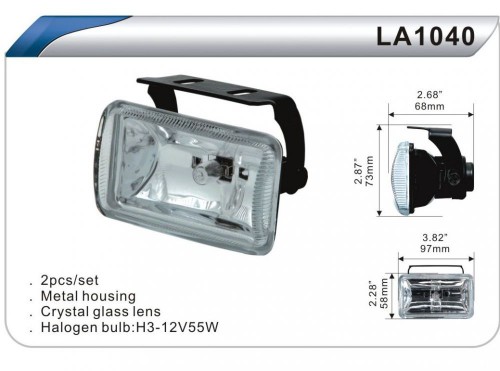 LA1040
2.68"
68mm
2.87"
73mm
3.82"
97mm
2.28"
58mm
. 2pcs/set
. Metal housing
. Crystal glass lens
. Halogen bulb:H3-12V55W